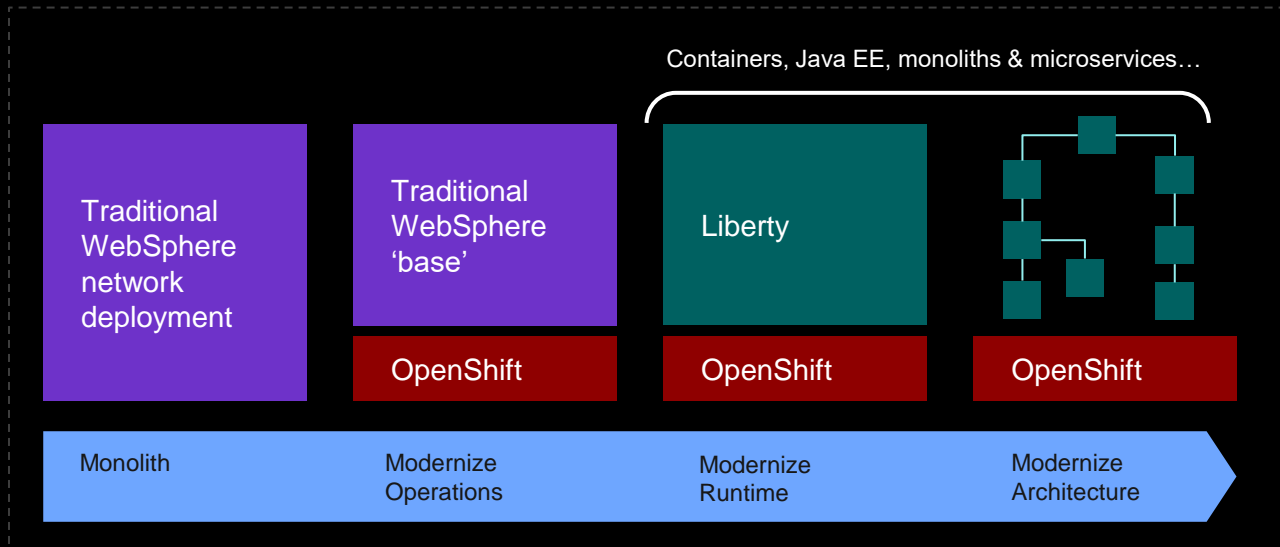 Containers, Java EE, monoliths & microservices…
Traditional
WebSphere
network
deployment
Traditional
WebSphere
‘base’
OpenShift
Liberty
OpenShift
OpenShift
Monolith
Modernize
Operations
Modernize
Runtime
Modernize
Architecture